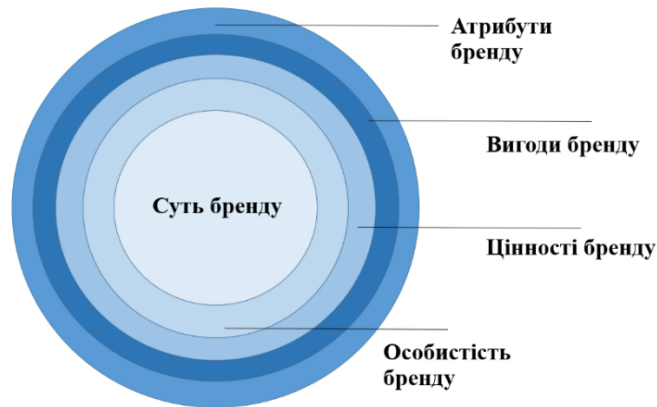 Атрибути
бренду
Вигоди бренду
Суть бренду
Цінності бренду
Особистість
бренду